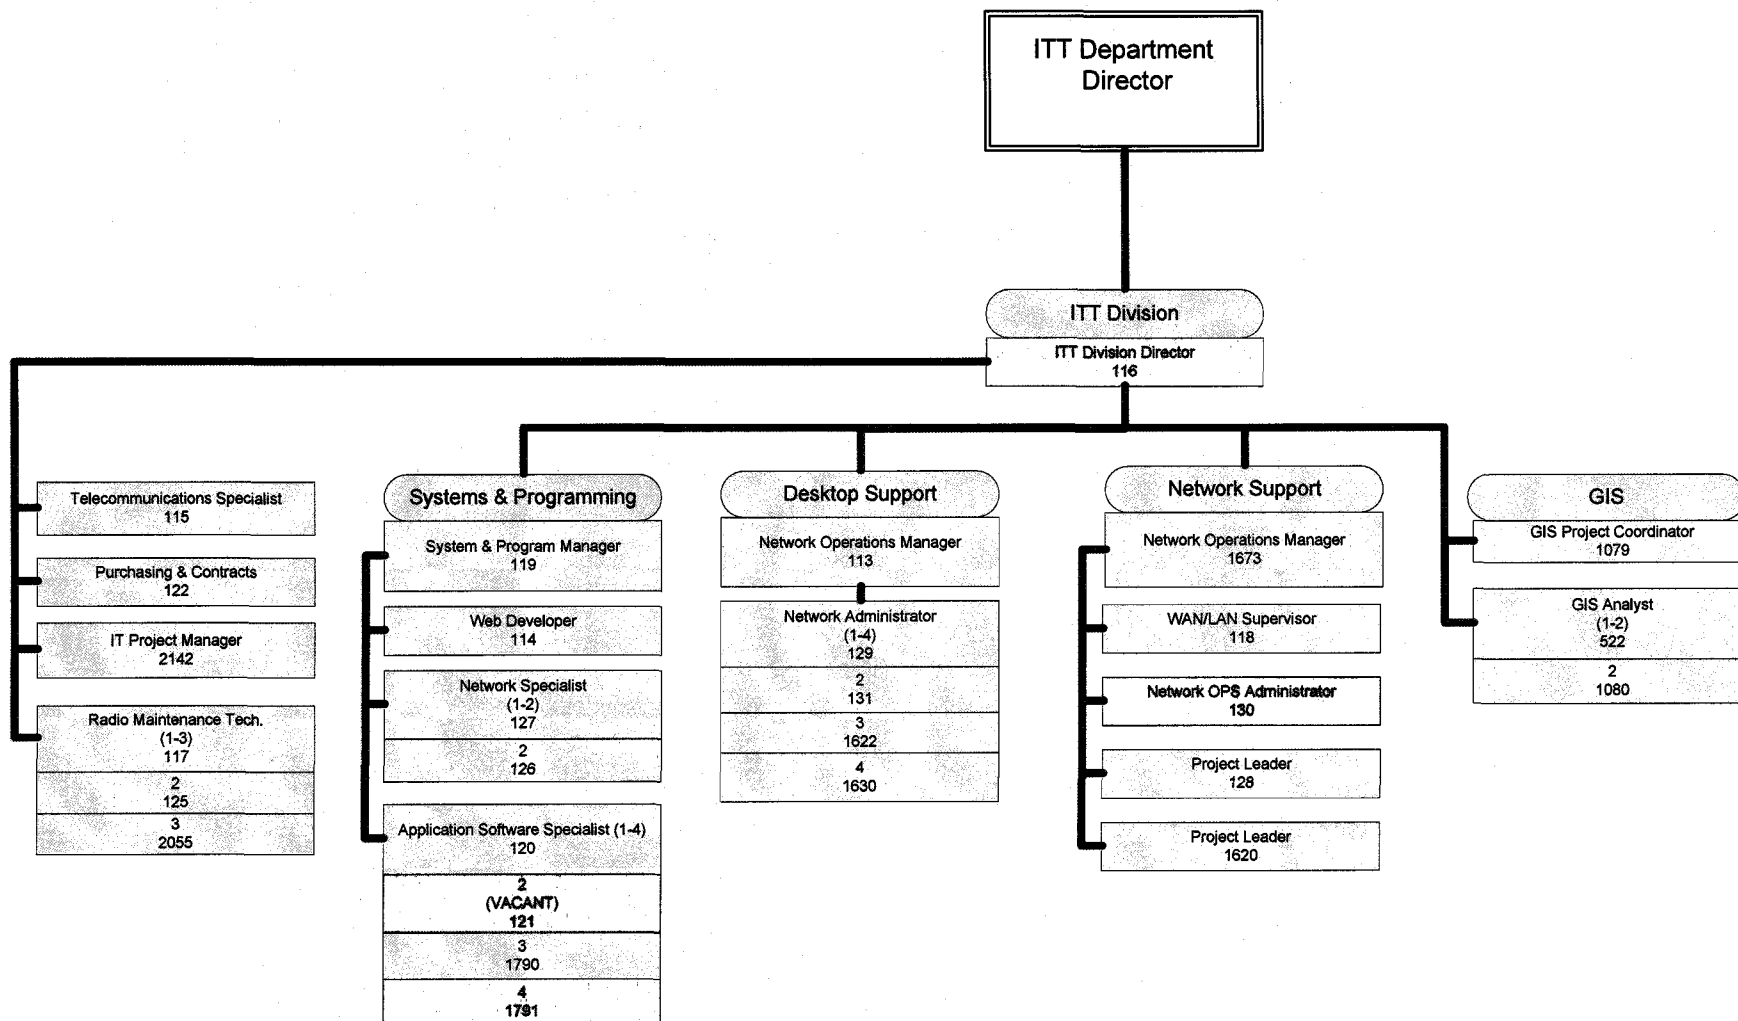 ITT Department
Director
ITT Division
ITT Division Director
116
Telecommunications Specialist
115
Purchasing & Contracts
122
IT Project Manager
2142
Radio Maintenance Tech.
(1-3)
117
2
125
3
2055
Systems & Programming
System & Program Manager
119
Web Developer
114
Network Specialist
(1-2)
127
2
126
Application Software Specialist (1-4)
120
2
(VACANT)
121
3
1790
4
1791
Desktop Support
Network Operations Manager
113
Network Administrator
(1-4)
129
2
131
3
1622
4
1630
Network Support
Network Operations Manager
1673
WAN/LAN Supervisor
118
Network OPS Administrator
130
Project Leader
128
Project Leader
1620
GIS
GIS Project Coordinator
1079
GIS Analyst
(1-2)
522
2
1080